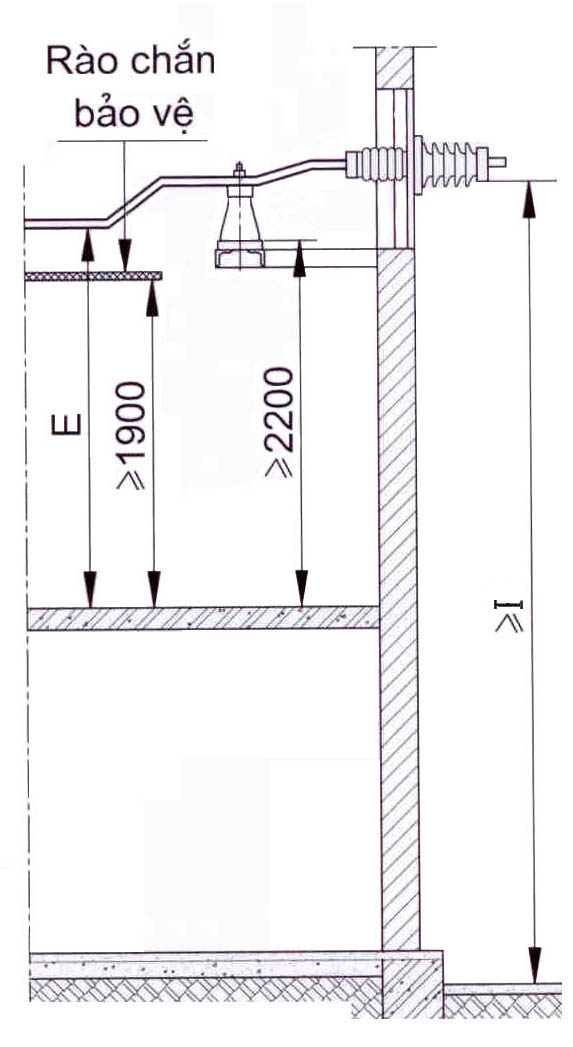 Rào chắn
bảo vệ
E
≥1900
≥2200
≥I